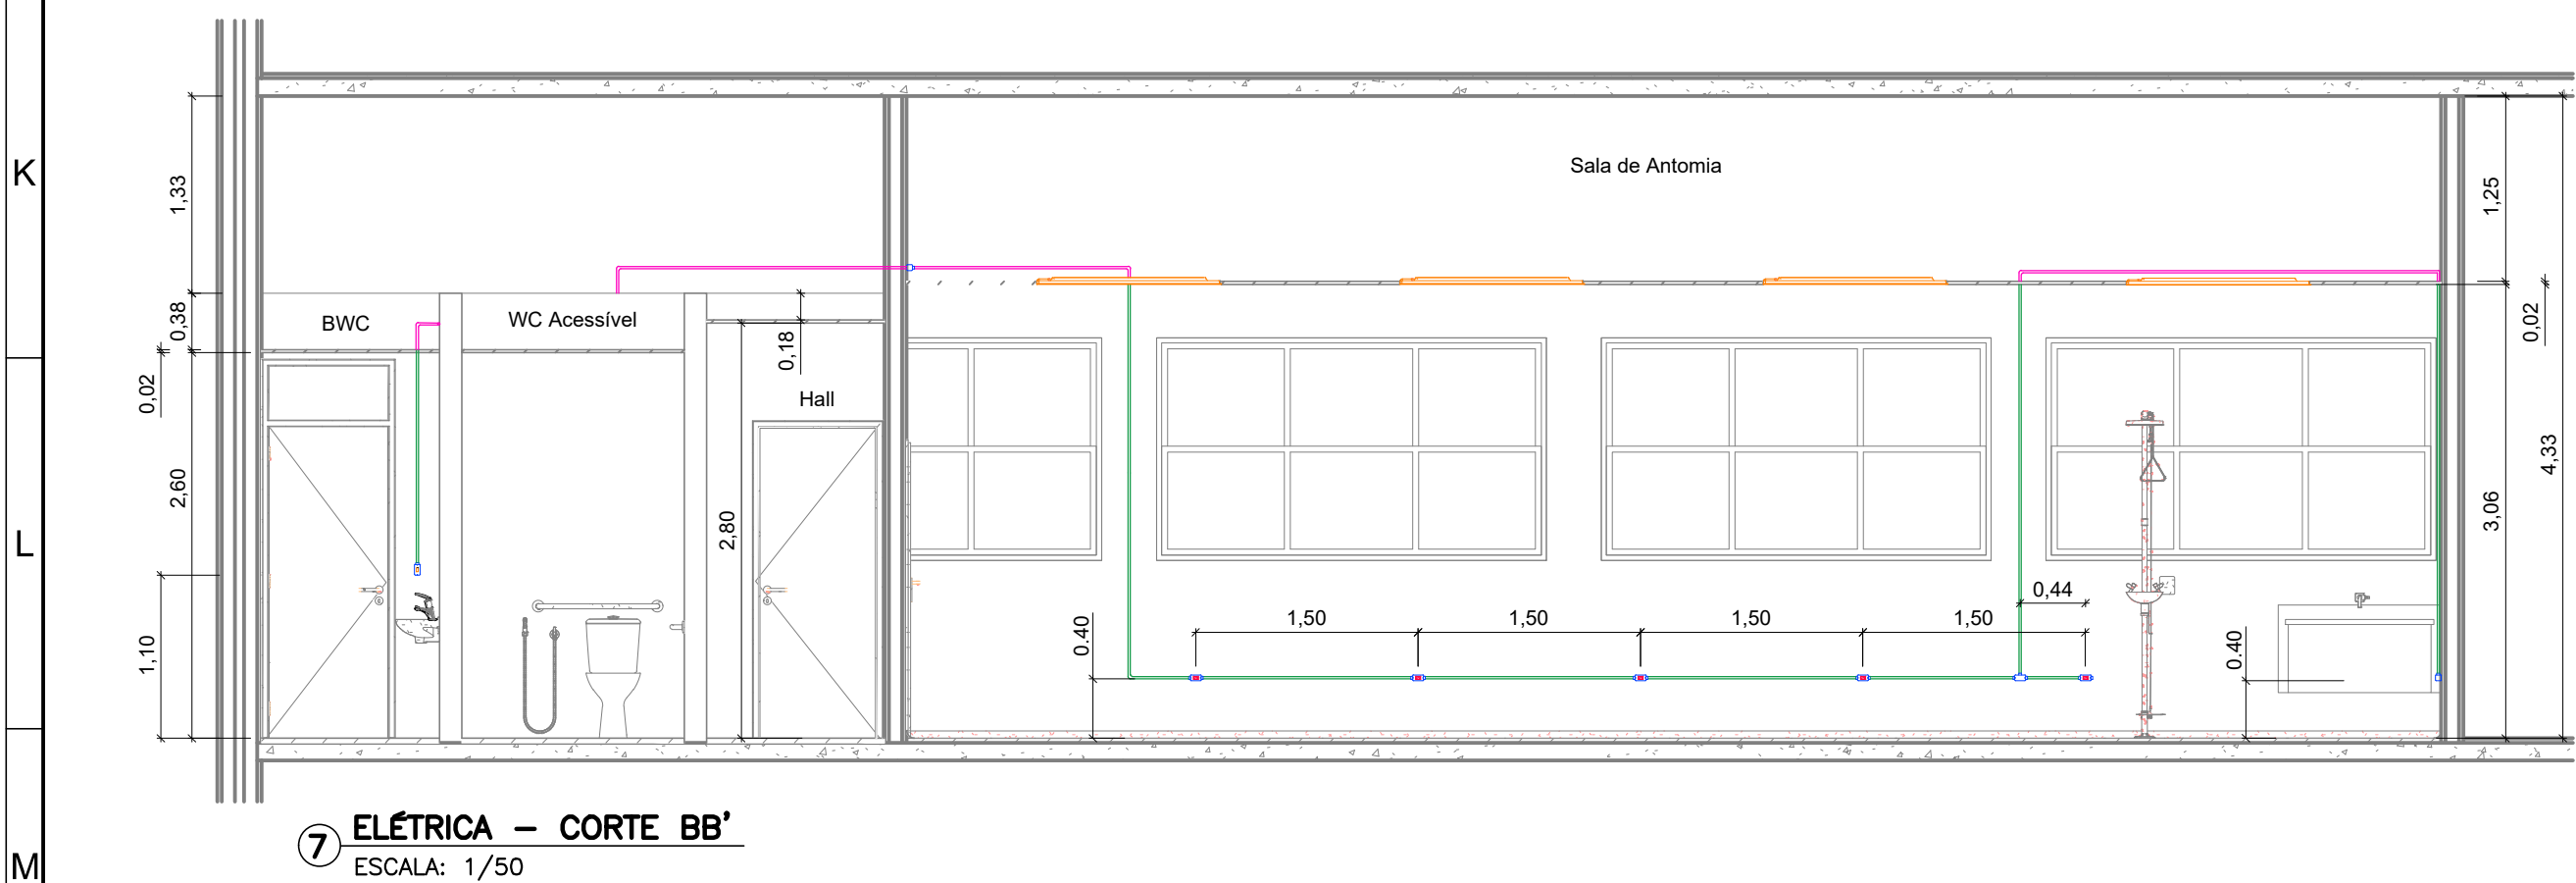 K
L
M
Sala de Antomia
1,33
0,38
0,02
2,60
1,10
BWC
WC Acessível
0,18
Hall
2,80
0.40
1,50
1,50
1,50
1,50
0,44
0.40
1,25
0,02
4,33
3,06
7
ELÉTRICA – CORTE BB’
ESCALA: 1/50